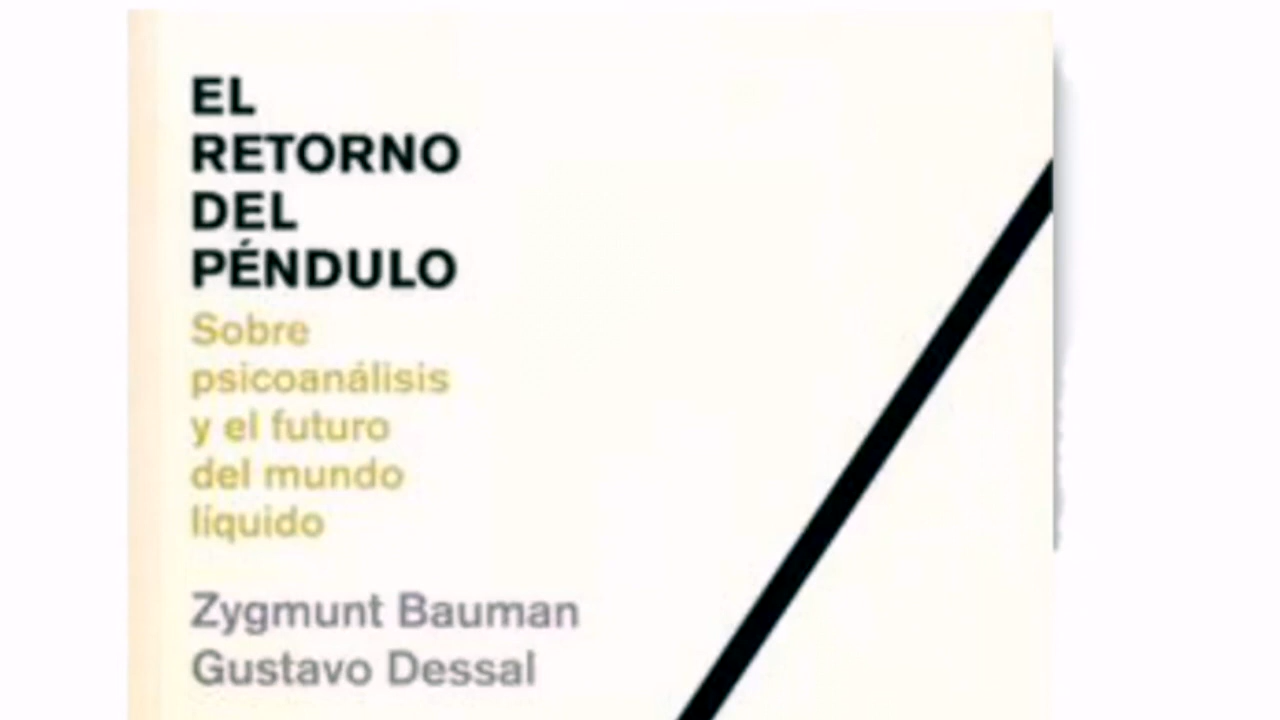 EL
RETORNO
DEL
PÉNDULO
Sobre
psicoanálisis
y el futuro
del mundo
líquido
Zygmunt Bauman
Gustavo Dessal